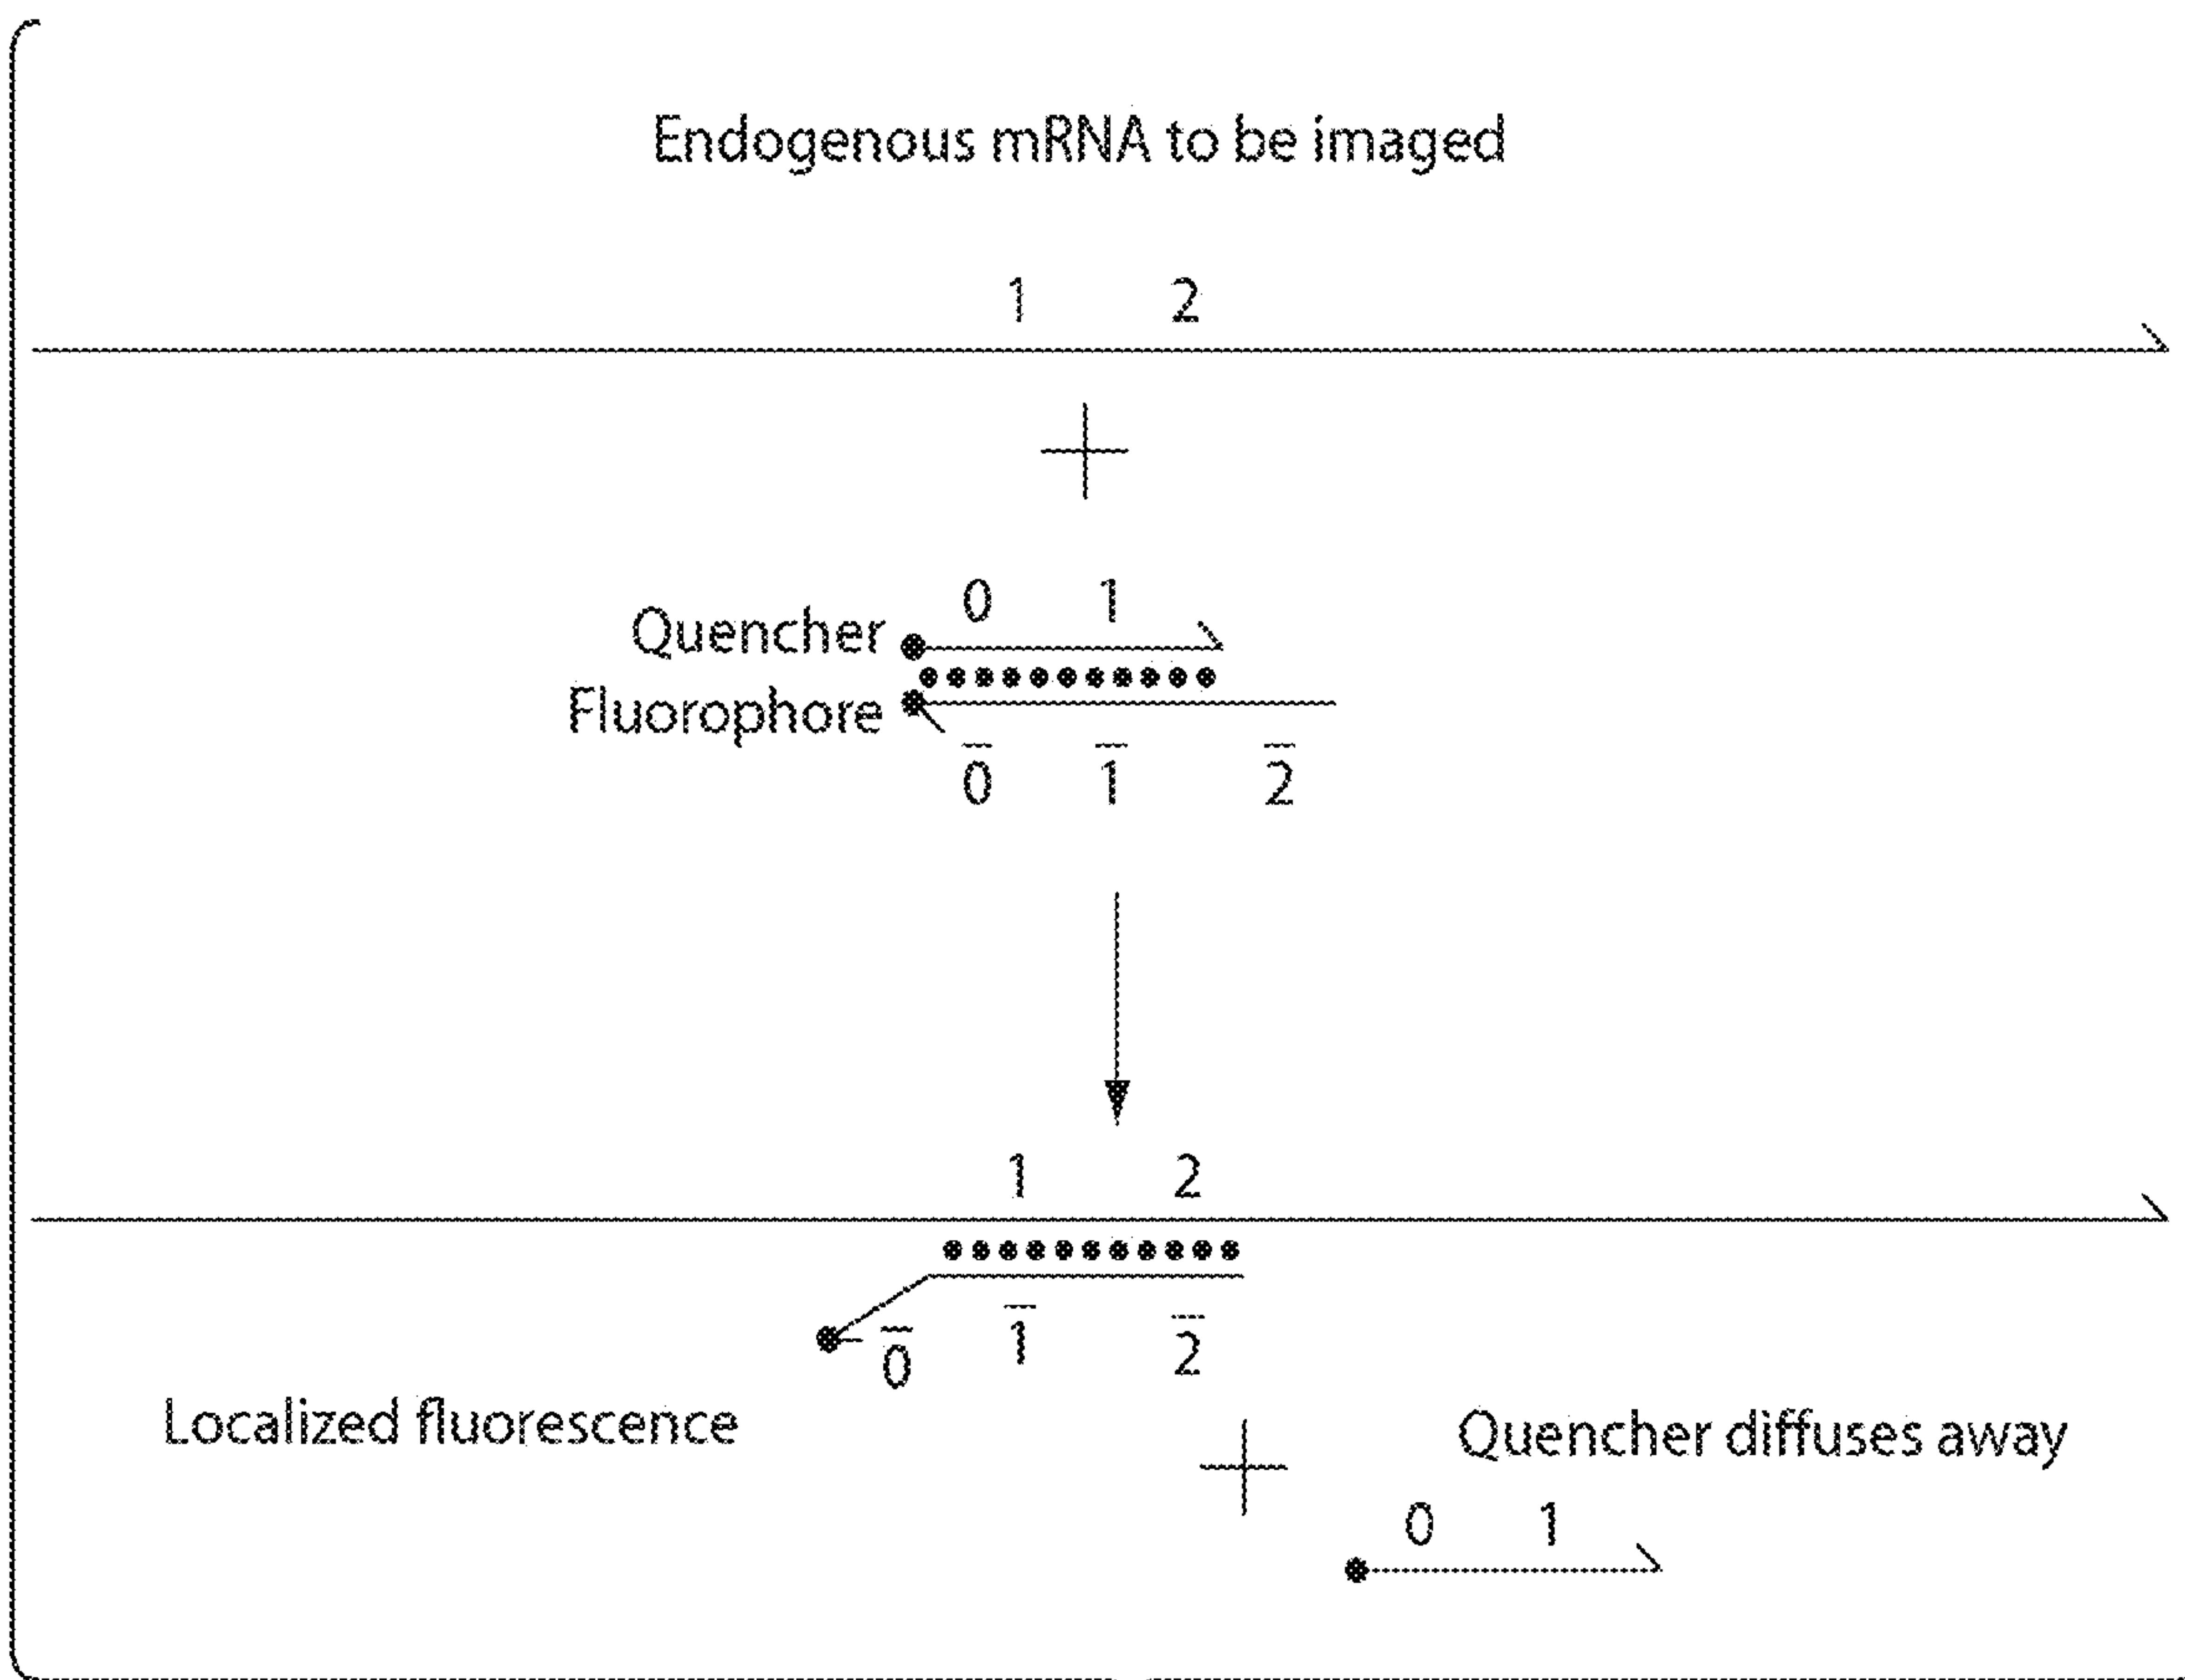 Endogenous mRNA to be imaged
1 2
0 1
Quencher
Fluorophore
0̅ 1̅ 2̅
1 2
0̅ 1̅ 2̅
Localized fluorescence
Quencher diffuses away
0 1